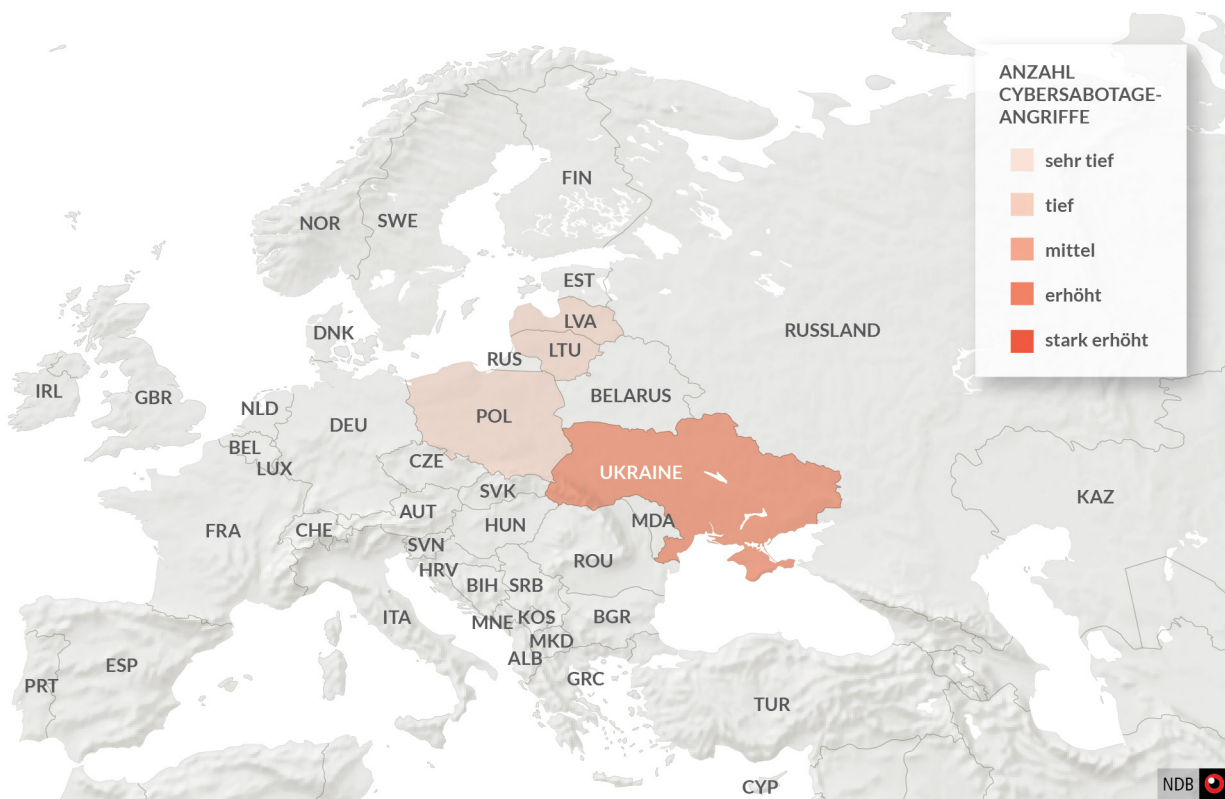 ANZAHL
CYBERSABOTAGE-
ANGRIFFE
sehr tief
tief
mittel
erhöht
stark erhöht
FIN
NOR
SWE
EST
LVA
DNK
RUSSLAND
LTU
RUS
IRL
GBR
BELARUS
NLD
POL
DEU
BEL
CZE
LUX
UKRAINE
SVK
KAZ
AUT
MDA
FRA
CHE
HUN
SVN
ROU
HRV
BIH
SRB
ITA
MNE
KOS
BGR
MKD
ALB
ESP
GRC
PRT
TUR
CYP
NDB